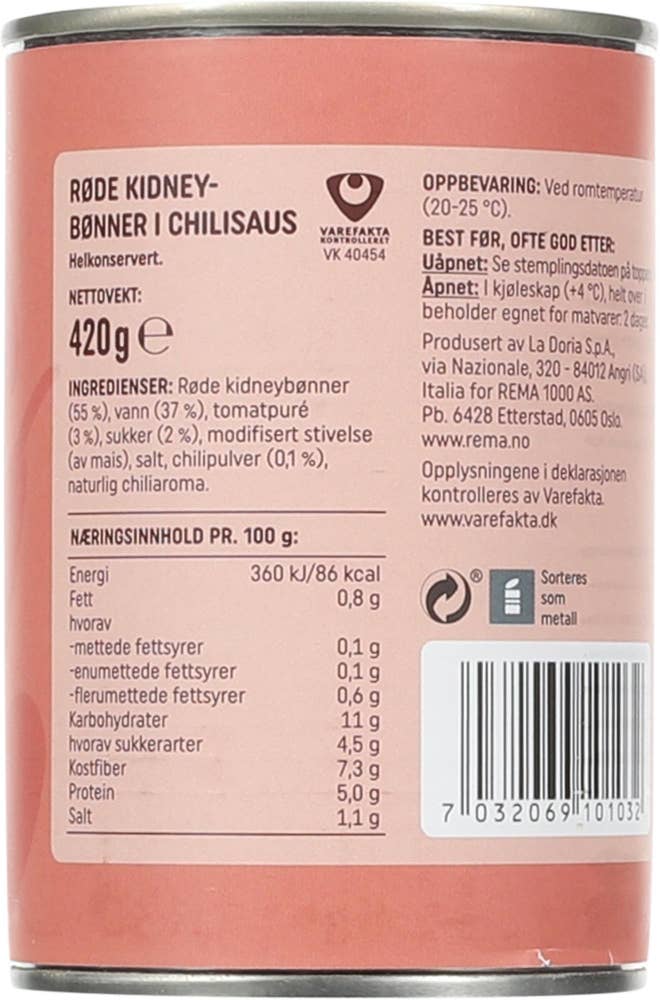 RØDE KIDNEY-
BØNNER I CHILISAUS
Helkonservert.
NETTOVEKT:
420g ℮
INGREDIENSER: Røde kidneybønner
(55 %), vann (37 %), tomatpuré
(3 %), sukker (2 %), modifisert stivelse
(av mais), salt, chilipulver (0,1 %),
naturlig chiliaroma.
NÆRINGSINNHOLD PR. 100 g:
Energi 360 kJ/86 kcal
Fett 0,8 g
hvorav
-mettede fettsyrer 0,1 g
-enumettede fettsyrer 0,1 g
-flerumettede fettsyrer 0,6 g
Karbohydrater 11 g
hvorav sukkerarter 4,5 g
Kostfiber 7,3 g
Protein 5,0 g
Salt 1,1 g
VAREFAKTA
KONTROLLERET
VK 40454
OPPBEVARING: Ved romtemperatur
(20-25 °C).
BEST FØR, OFTE GOD ETTER:
Uåpnet: Se stemplingsdatoen på
Åpnet: I kjøleskap (+4 °C), helt over i
beholder egnet for matvarer: 2
Produsert av La Doria S.p.A.,
via Nazionale, 320 - 84012 Angri
Italia for REMA 1000 AS.
Pb. 6428 Etterstad, 0605 Oslo.
www.rema.no
Opplysningene i deklarasjonen
kontrolleres av Varefakta.
www.varefakta.dk
®
Sorteres
som
metall
7 032069 101032